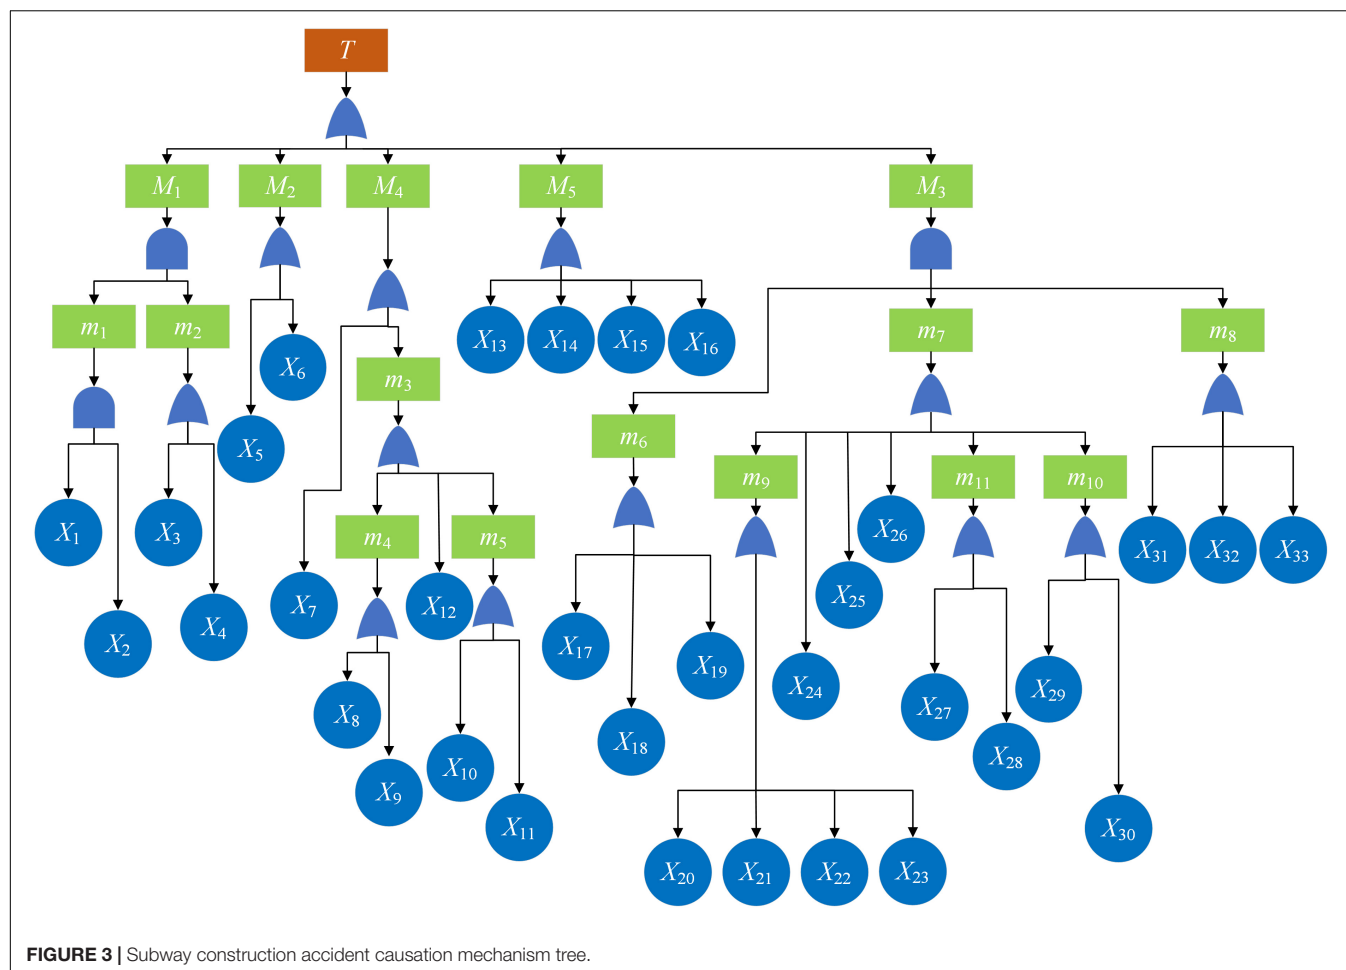 T
M₁ M₂ M₄ M₅ M₃
m₁ m₂ m₇ m₈
X₁₃ X₁₄ X₁₅ X₁₆
X₆
m₃
m₆
X₅
m₉ m₁₁ m₁₀
X₁ X₃ m₄ m₅ X₂₆ X₃₁ X₃₂ X₃₃
X₇ X₁₂ X₂₅
X₂ X₄ X₁₇
X₁₉ X₂₄ X₂₉
X₈ X₂₇
X₁₈ X₂₈
X₁₀
X₉
X₁₁ X₃₀
X₂₀ X₂₁ X₂₂ X₂₃
FIGURE 3 | Subway construction accident causation mechanism tree.